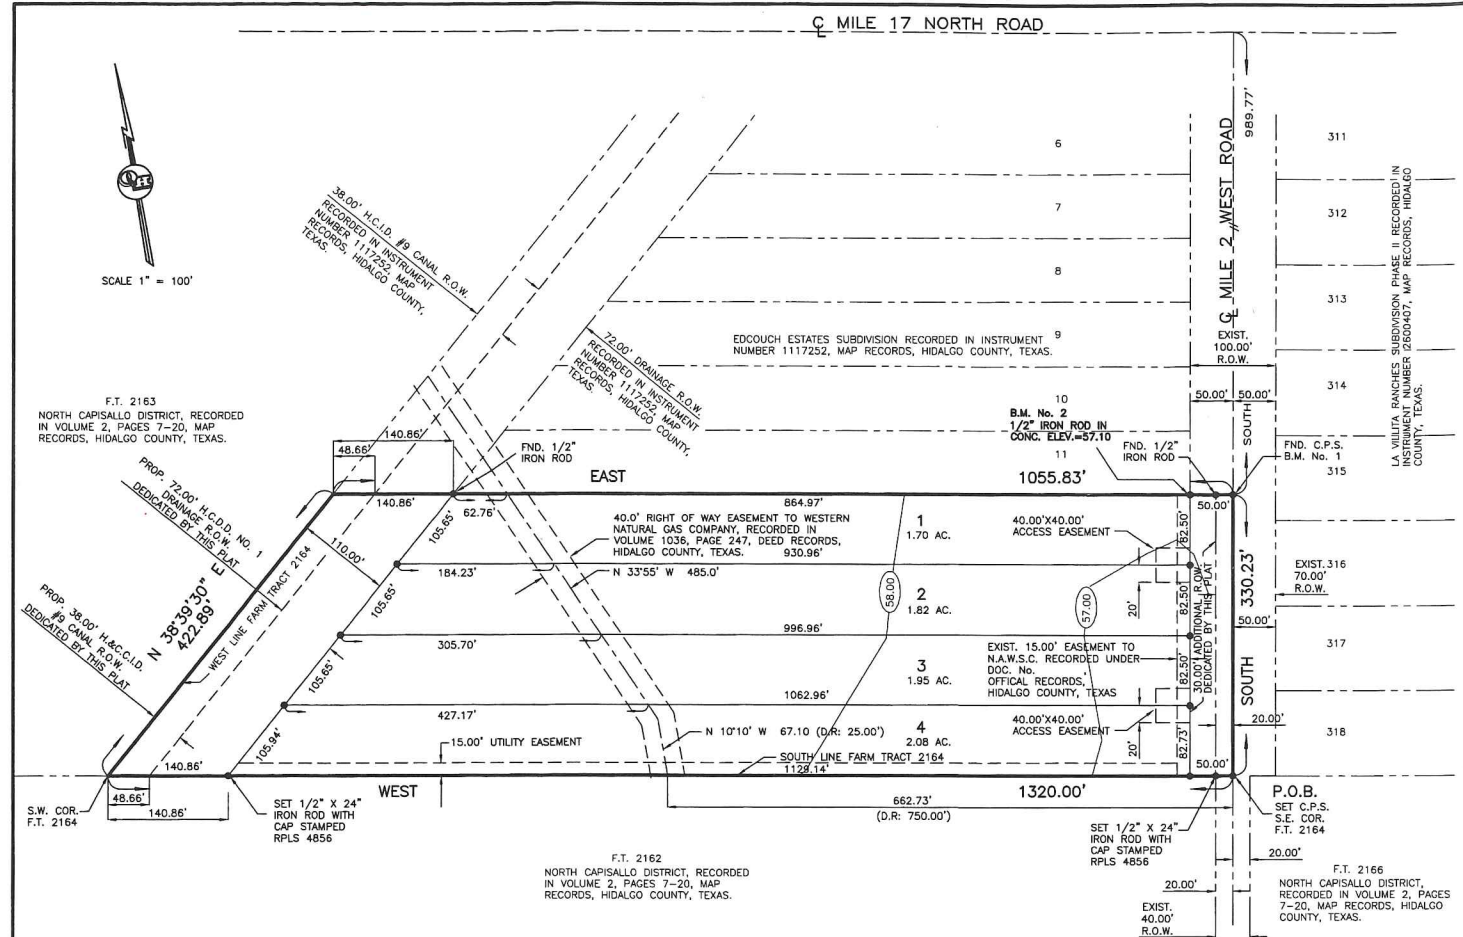 ℄ MILE 17 NORTH ROAD
989.77'
SCALE 1" = 100'
38.00' H.C.I.D. #9 CANAL R.O.W.
RECORDED IN INSTRUMENT
NUMBER 1117252, MAP
RECORDS, HIDALGO COUNTY,
TEXAS.
72.00' DRAINAGE R.O.W.
RECORDED IN INSTRUMENT
NUMBER 1117252, MAP
RECORDS, HIDALGO COUNTY,
TEXAS.
6
7
8
9
10
11
℄ MILE 2 WEST ROAD
311
312
313
314
315
316
317
318
LA VILLITA RANCHES SUBDIVISION PHASE II RECORDED IN
INSTRUMENT NUMBER 2600407, MAP RECORDS, HIDALGO
COUNTY, TEXAS.
EDCOUCH ESTATES SUBDIVISION RECORDED IN INSTRUMENT
NUMBER 1117252, MAP RECORDS, HIDALGO COUNTY, TEXAS.
EXIST.
100.00'
R.O.W.
50.00'
50.00'
SOUTH
F.T. 2163
NORTH CAPISALLO DISTRICT, RECORDED
IN VOLUME 2, PAGES 7-20, MAP
RECORDS, HIDALGO COUNTY, TEXAS.
B.M. No. 2
1/2" IRON ROD IN
CONC. ELEV.=57.10
FND. 1/2"
IRON ROD
FND. C.P.S.
B.M. No. 1
140.86'
48.66'
FND. 1/2"
IRON ROD
EAST
1055.83'
140.86'
62.76'
864.97'
50.00'
PROP. 72.00' H.C.D.D. NO. 1
DRAINAGE R.O.W.
DEDICATED BY THIS PLAT
PROP. 38.00' H.&C.C.I.D.
#9 CANAL R.O.W.
DEDICATED BY THIS PLAT
N 38°39'30" E
422.89'
WEST LINE FARM TRACT 2164
110.00'
105.65'
105.65'
105.65'
105.94'
40.0' RIGHT OF WAY EASEMENT TO WESTERN
NATURAL GAS COMPANY, RECORDED IN
VOLUME 1036, PAGE 247, DEED RECORDS,
HIDALGO COUNTY, TEXAS.
930.96'
1
1.70 AC.
40.00'X40.00'
ACCESS EASEMENT
82.50'
184.23'
N 33°55' W 485.0'
58.00
57.00
2
1.82 AC.
20'
82.50'
30.00' ADDITIONAL R.O.W.
DEDICATED BY THIS PLAT
330.23'
SOUTH
EXIST.
70.00'
R.O.W.
50.00'
305.70'
996.96'
EXIST. 15.00' EASEMENT TO
N.A.W.S.C. RECORDED UNDER
DOC. No.
OFFICAL RECORDS,
HIDALGO COUNTY, TEXAS
3
1.95 AC.
82.50'
427.17'
1062.96'
N 10°10' W 67.10 (D.R: 25.00')
4
2.08 AC.
40.00'X40.00'
ACCESS EASEMENT
20'
82.73'
20.00'
15.00' UTILITY EASEMENT
SOUTH LINE FARM TRACT 2164
140.86'
1129.14'
50.00'
WEST
1320.00'
P.O.B.
SET C.P.S.
S.E. COR.
F.T. 2164
S.W. COR.
F.T. 2164
48.66'
140.86'
SET 1/2" X 24"
IRON ROD WITH
CAP STAMPED
RPLS 4856
662.73'
(D.R: 750.00')
SET 1/2" X 24"
IRON ROD WITH
CAP STAMPED
RPLS 4856
20.00'
20.00'
EXIST.
40.00'
R.O.W.
F.T. 2162
NORTH CAPISALLO DISTRICT, RECORDED
IN VOLUME 2, PAGES 7-20, MAP
RECORDS, HIDALGO COUNTY, TEXAS.
F.T. 2166
NORTH CAPISALLO DISTRICT,
RECORDED IN VOLUME 2, PAGES
7-20, MAP RECORDS, HIDALGO
COUNTY, TEXAS.